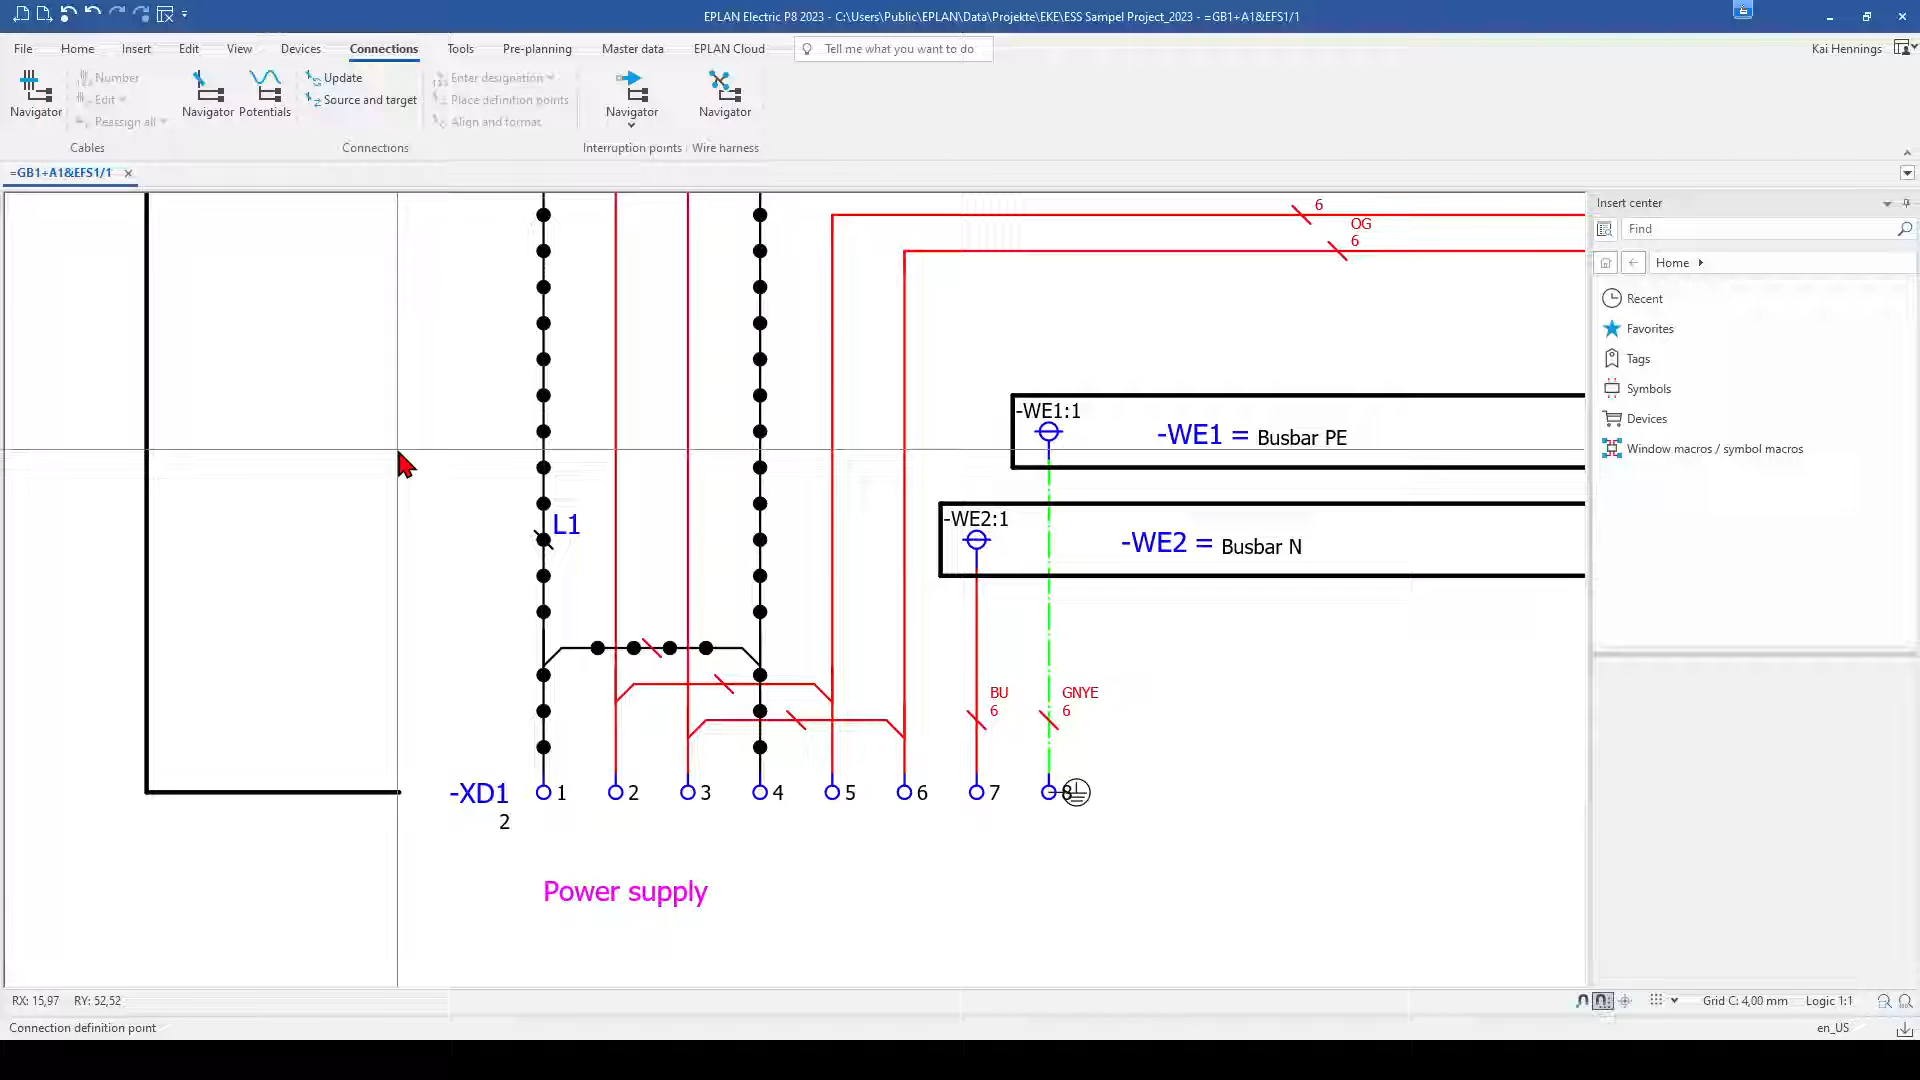 EPLAN Electric P8 2023 - C:\Users\Public\EPLAN\Data\Projekte\EKE\ESS Sampel Project_2023 - =GB1+A1&EFS1/1
File Home Insert Edit View Devices Connections Tools Pre-planning Master data EPLAN Cloud Tell me what you want to do Kai Hennings
Navigator Number Edit Reassign all Navigator Potentials Update Source and target Enter designation Place definition points Align and format Navigator Navigator
Cables Connections Interruption points Wire harness
=GB1+A1&EFS1/1
Insert center
Find
Home
Recent
Favorites
Tags
Symbols
Devices
Window macros / symbol macros
6
OG
6
-WE1:1
-WE1 = Busbar PE
-WE2:1
-WE2 = Busbar N
L1
BU
6
GNYE
6
-XD1 1 2 3 4 5 6 7 8
2
Power supply
RX: 15,97 RY: 52,52 Grid C: 4,00 mm Logic 1:1
Connection definition point en_US